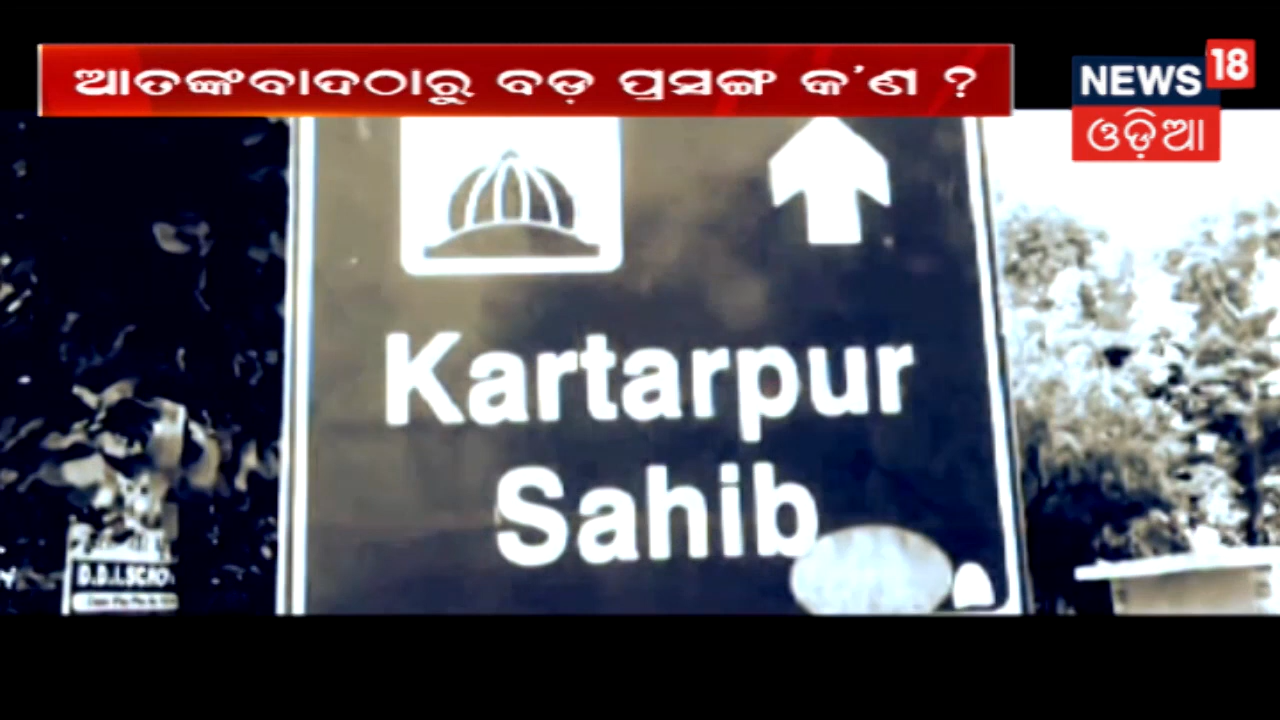 ଆତଙ୍କବାଦଠାରୁ ବଡ଼ ପ୍ରସଙ୍ଗ କ'ଣ ?
NEWS 18
ଓଡ଼ିଆ
Kartarpur
Sahib